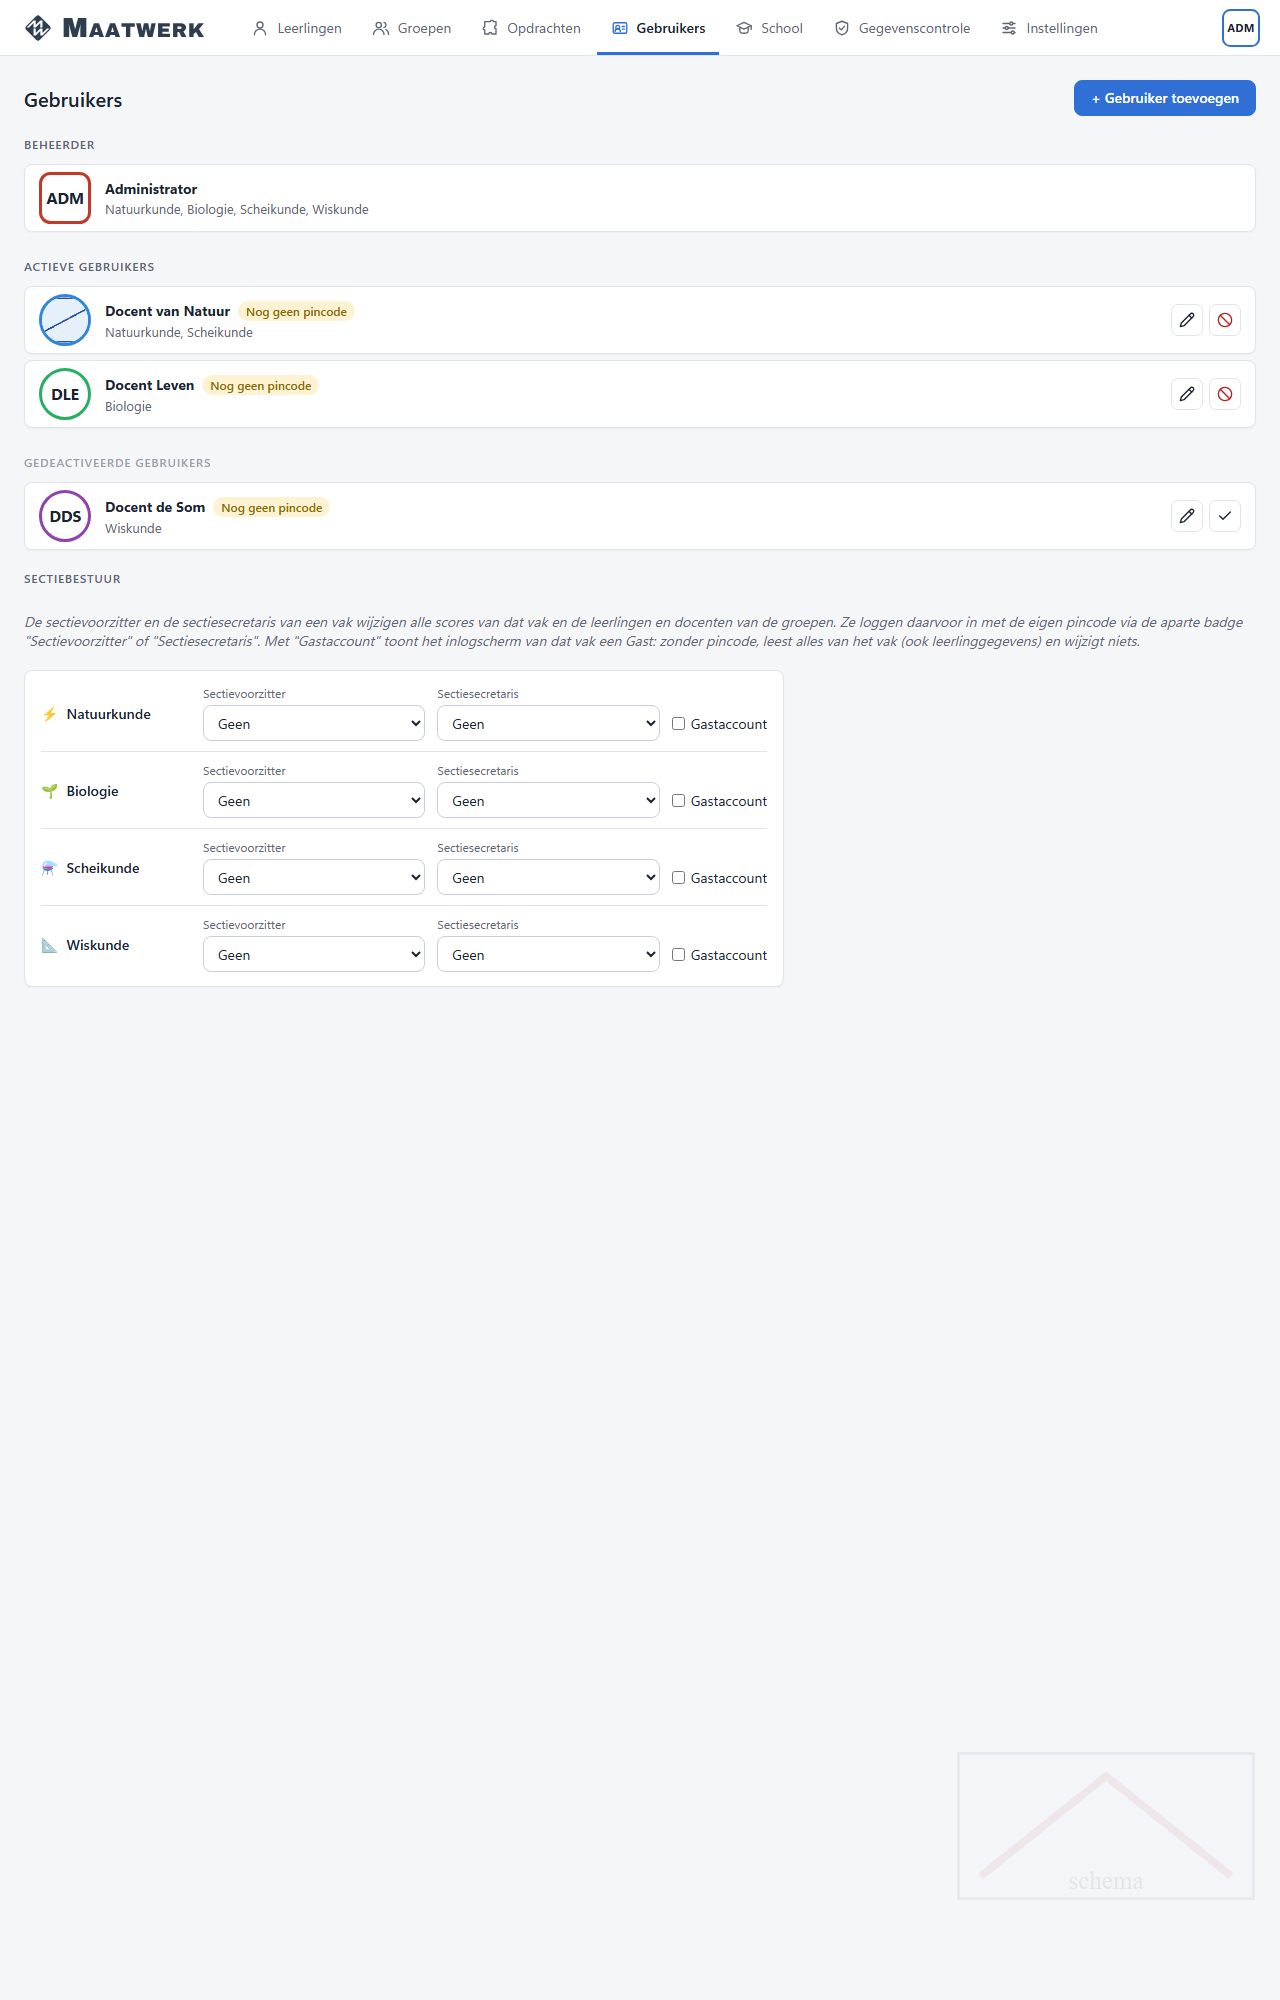 MAATWERK
Leerlingen
Groepen
Opdrachten
Gebruikers
School
Gegevenscontrole
Instellingen
ADM
Gebruikers
+ Gebruiker toevoegen
BEHEERDER
ADM
Administrator
Natuurkunde, Biologie, Scheikunde, Wiskunde
ACTIEVE GEBRUIKERS
Docent van Natuur Nog geen pincode
Natuurkunde, Scheikunde
DLE
Docent Leven Nog geen pincode
Biologie
GEDEACTIVEERDE GEBRUIKERS
DDS
Docent de Som Nog geen pincode
Wiskunde
SECTIEBESTUUR
De sectievoorzitter en de sectiesecretaris van een vak wijzigen alle scores van dat vak en de leerlingen en docenten van de groepen. Ze loggen daarvoor in met de eigen pincode via de aparte badge
"Sectievoorzitter" of "Sectiesecretaris". Met "Gastaccount" toont het inlogscherm van dat vak een Gast: zonder pincode, leest alles van het vak (ook leerlinggegevens) en wijzigt niets.
Sectievoorzitter Sectiesecretaris
Natuurkunde Geen Geen Gastaccount
Sectievoorzitter Sectiesecretaris
Biologie Geen Geen Gastaccount
Sectievoorzitter Sectiesecretaris
Scheikunde Geen Geen Gastaccount
Sectievoorzitter Sectiesecretaris
Wiskunde Geen Geen Gastaccount
schema